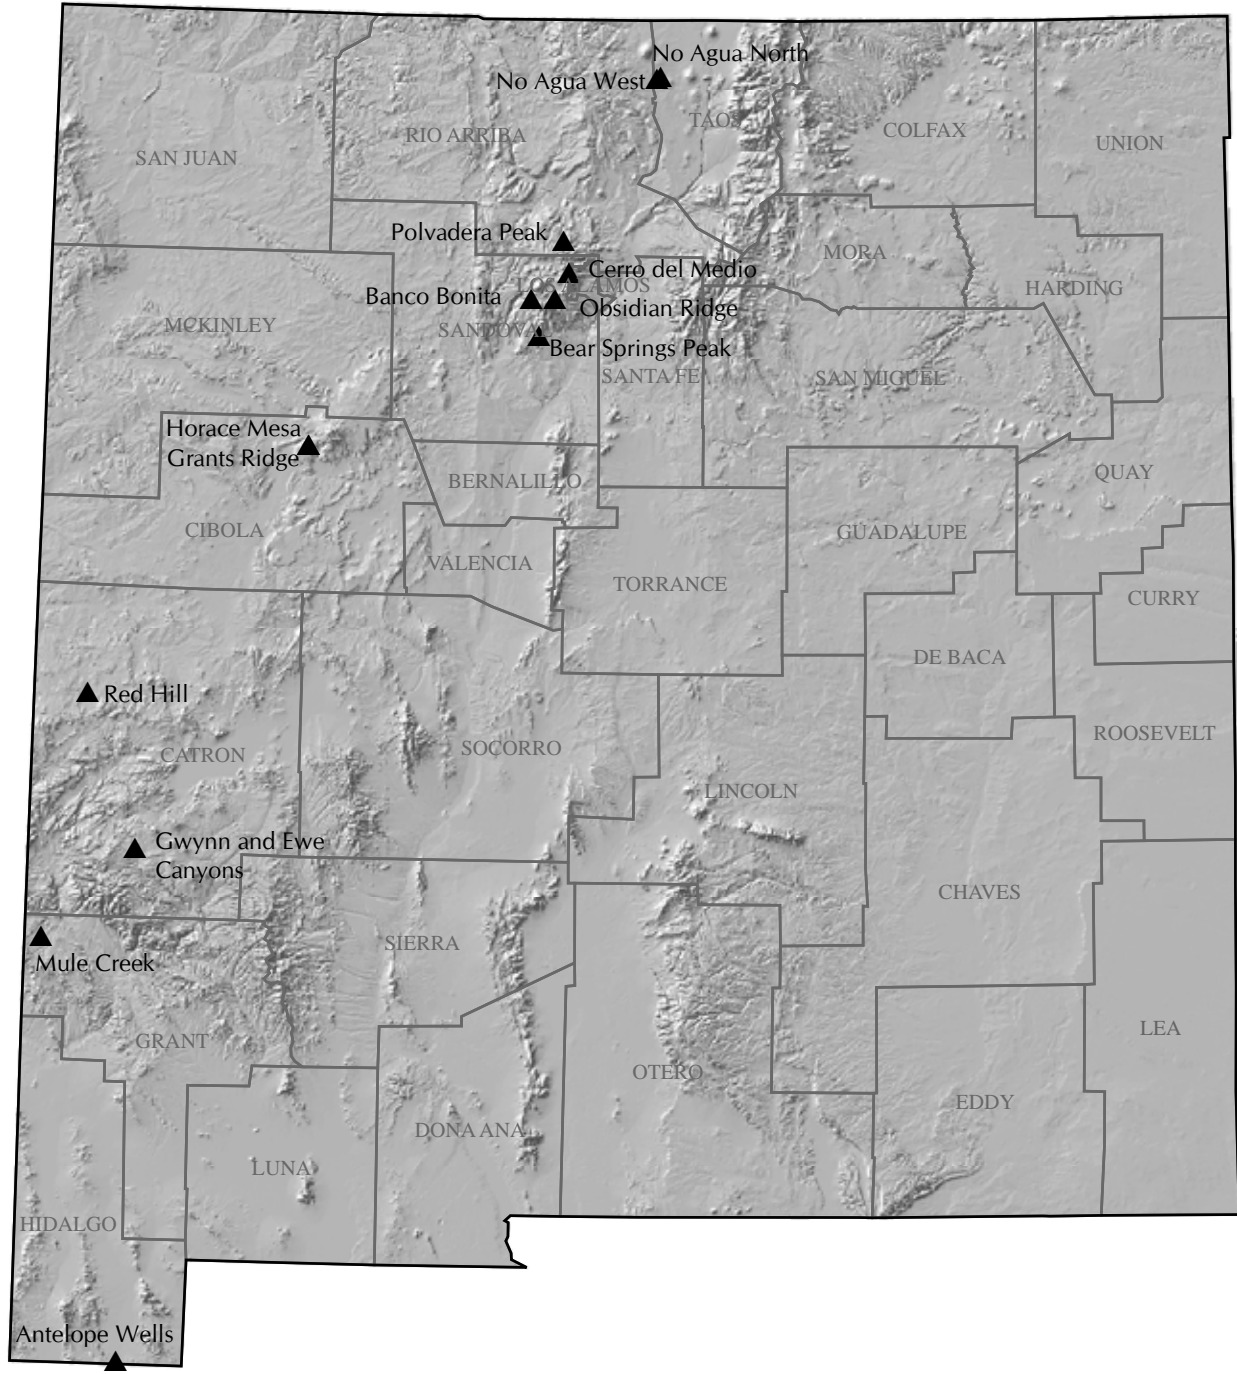 No Agua North
No Agua West
TAOS
COLFAX
RIO ARRIBA
UNION
SAN JUAN
Polvadera Peak
MORA
Cerro del Medio
LOS ALAMOS
HARDING
Banco Bonita
Obsidian Ridge
MCKINLEY
SANDOVAL
Bear Springs Peak
SANTA FE
SAN MIGUEL
Horace Mesa
Grants Ridge
QUAY
BERNALILLO
CIBOLA
GUADALUPE
VALENCIA
TORRANCE
CURRY
DE BACA
Red Hill
ROOSEVELT
SOCORRO
CATRON
LINCOLN
Gwynn and Ewe
Canyons
CHAVES
SIERRA
Mule Creek
LEA
GRANT
OTERO
EDDY
DONA ANA
LUNA
HIDALGO
Antelope Wells